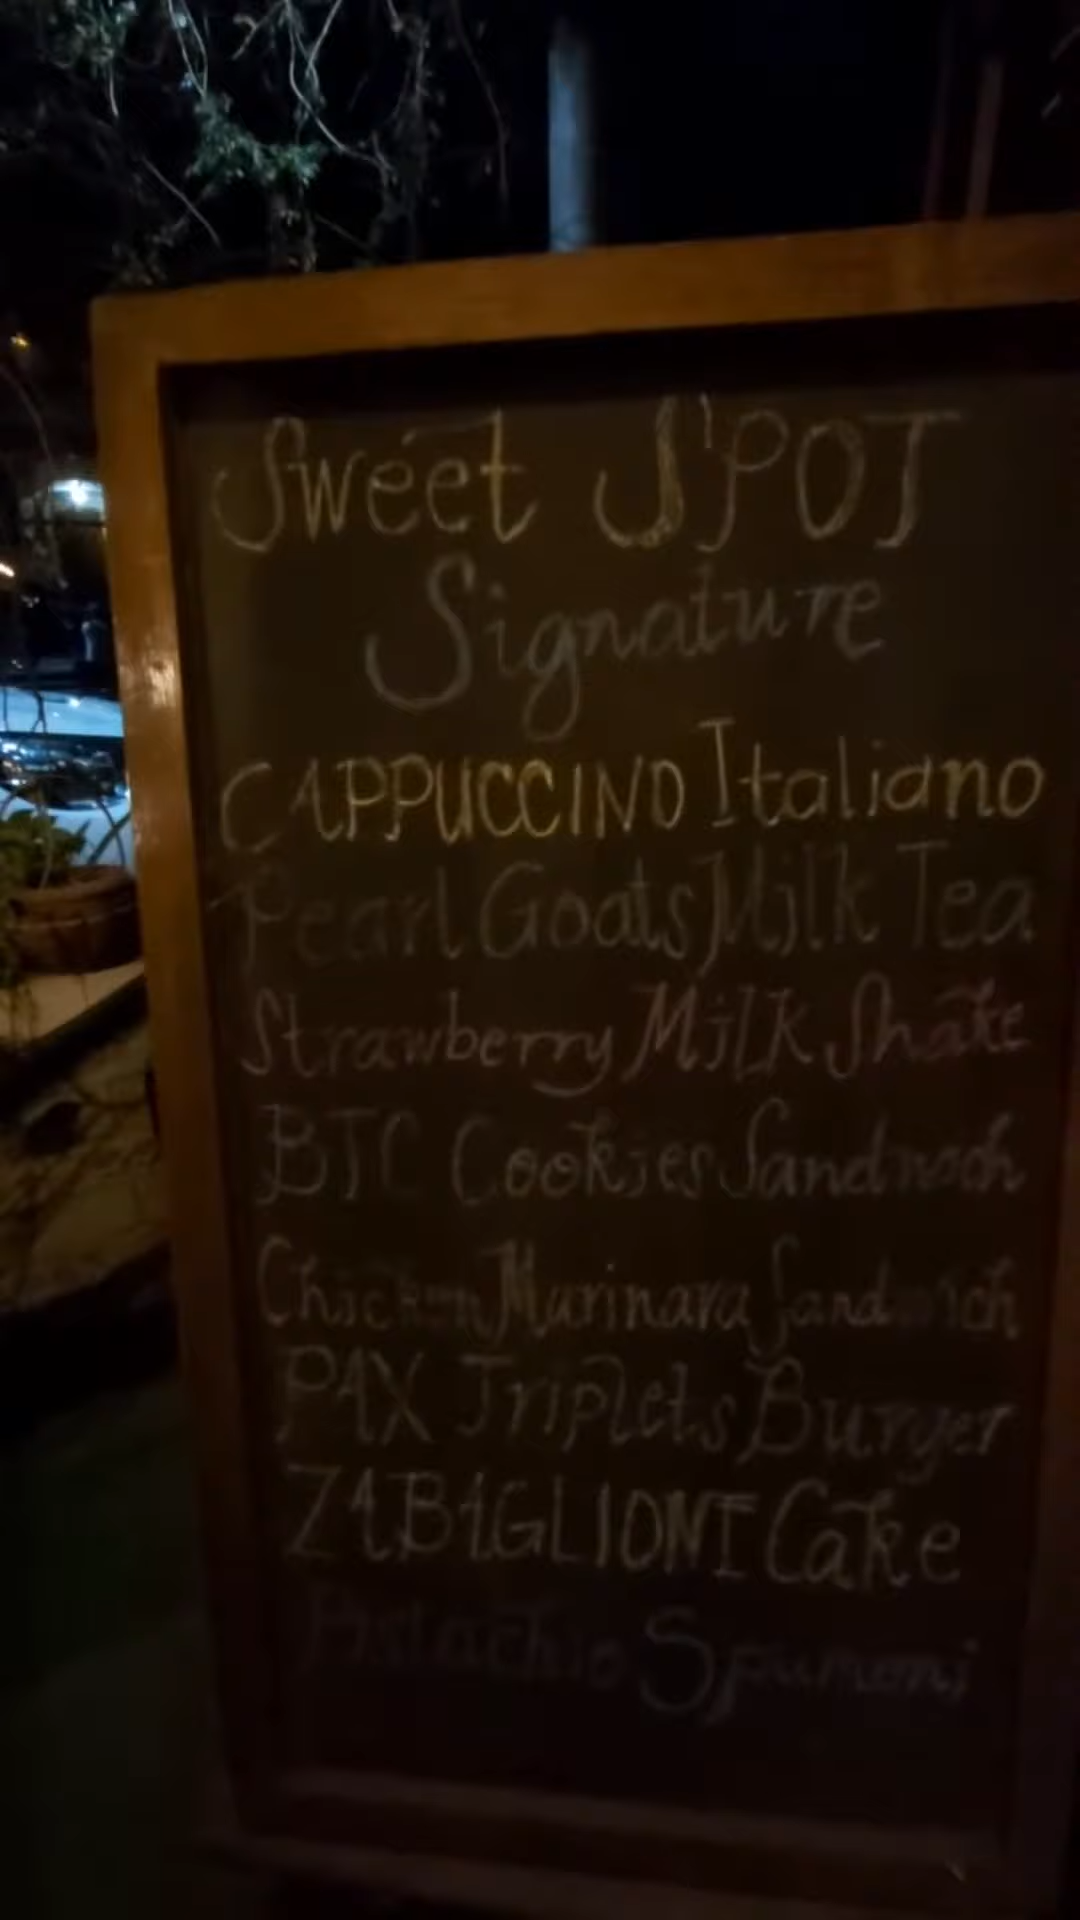 Sweet SPOT
Signature
CAPPUCCINO Italiano
Pearl Goats Milk Tea
Strawberry Milk Shake
BTC Cookies Sandwich
Chicken Marinara Sandwich
PAX Triplets Burger
ZABAGLIONI Cake
Pistachio Spumoni